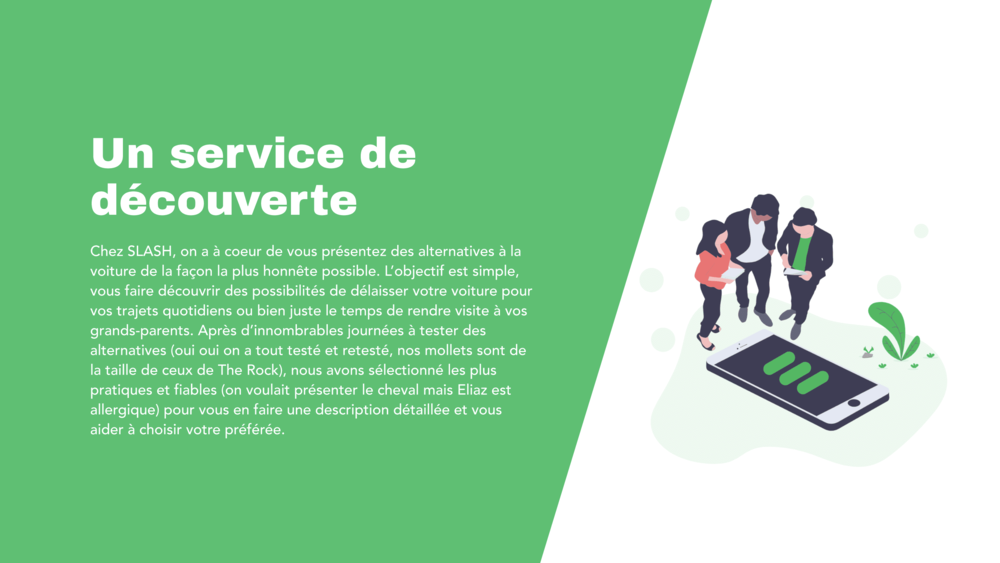 Un service de
découverte
Chez SLASH, on a à coeur de vous présentez des alternatives à la
voiture de la façon la plus honnête possible. L’objectif est simple,
vous faire découvrir des possibilités de délaisser votre voiture pour
vos trajets quotidiens ou bien juste le temps de rendre visite à vos
grands-parents. Après d’innombrables journées à tester des
alternatives (oui oui on a tout testé et retesté, nos mollets sont de
la taille de ceux de The Rock), nous avons sélectionné les plus
pratiques et fiables (on voulait présenter le cheval mais Eliaz est
allergique) pour vous en faire une description détaillée et vous
aider à choisir votre préférée.